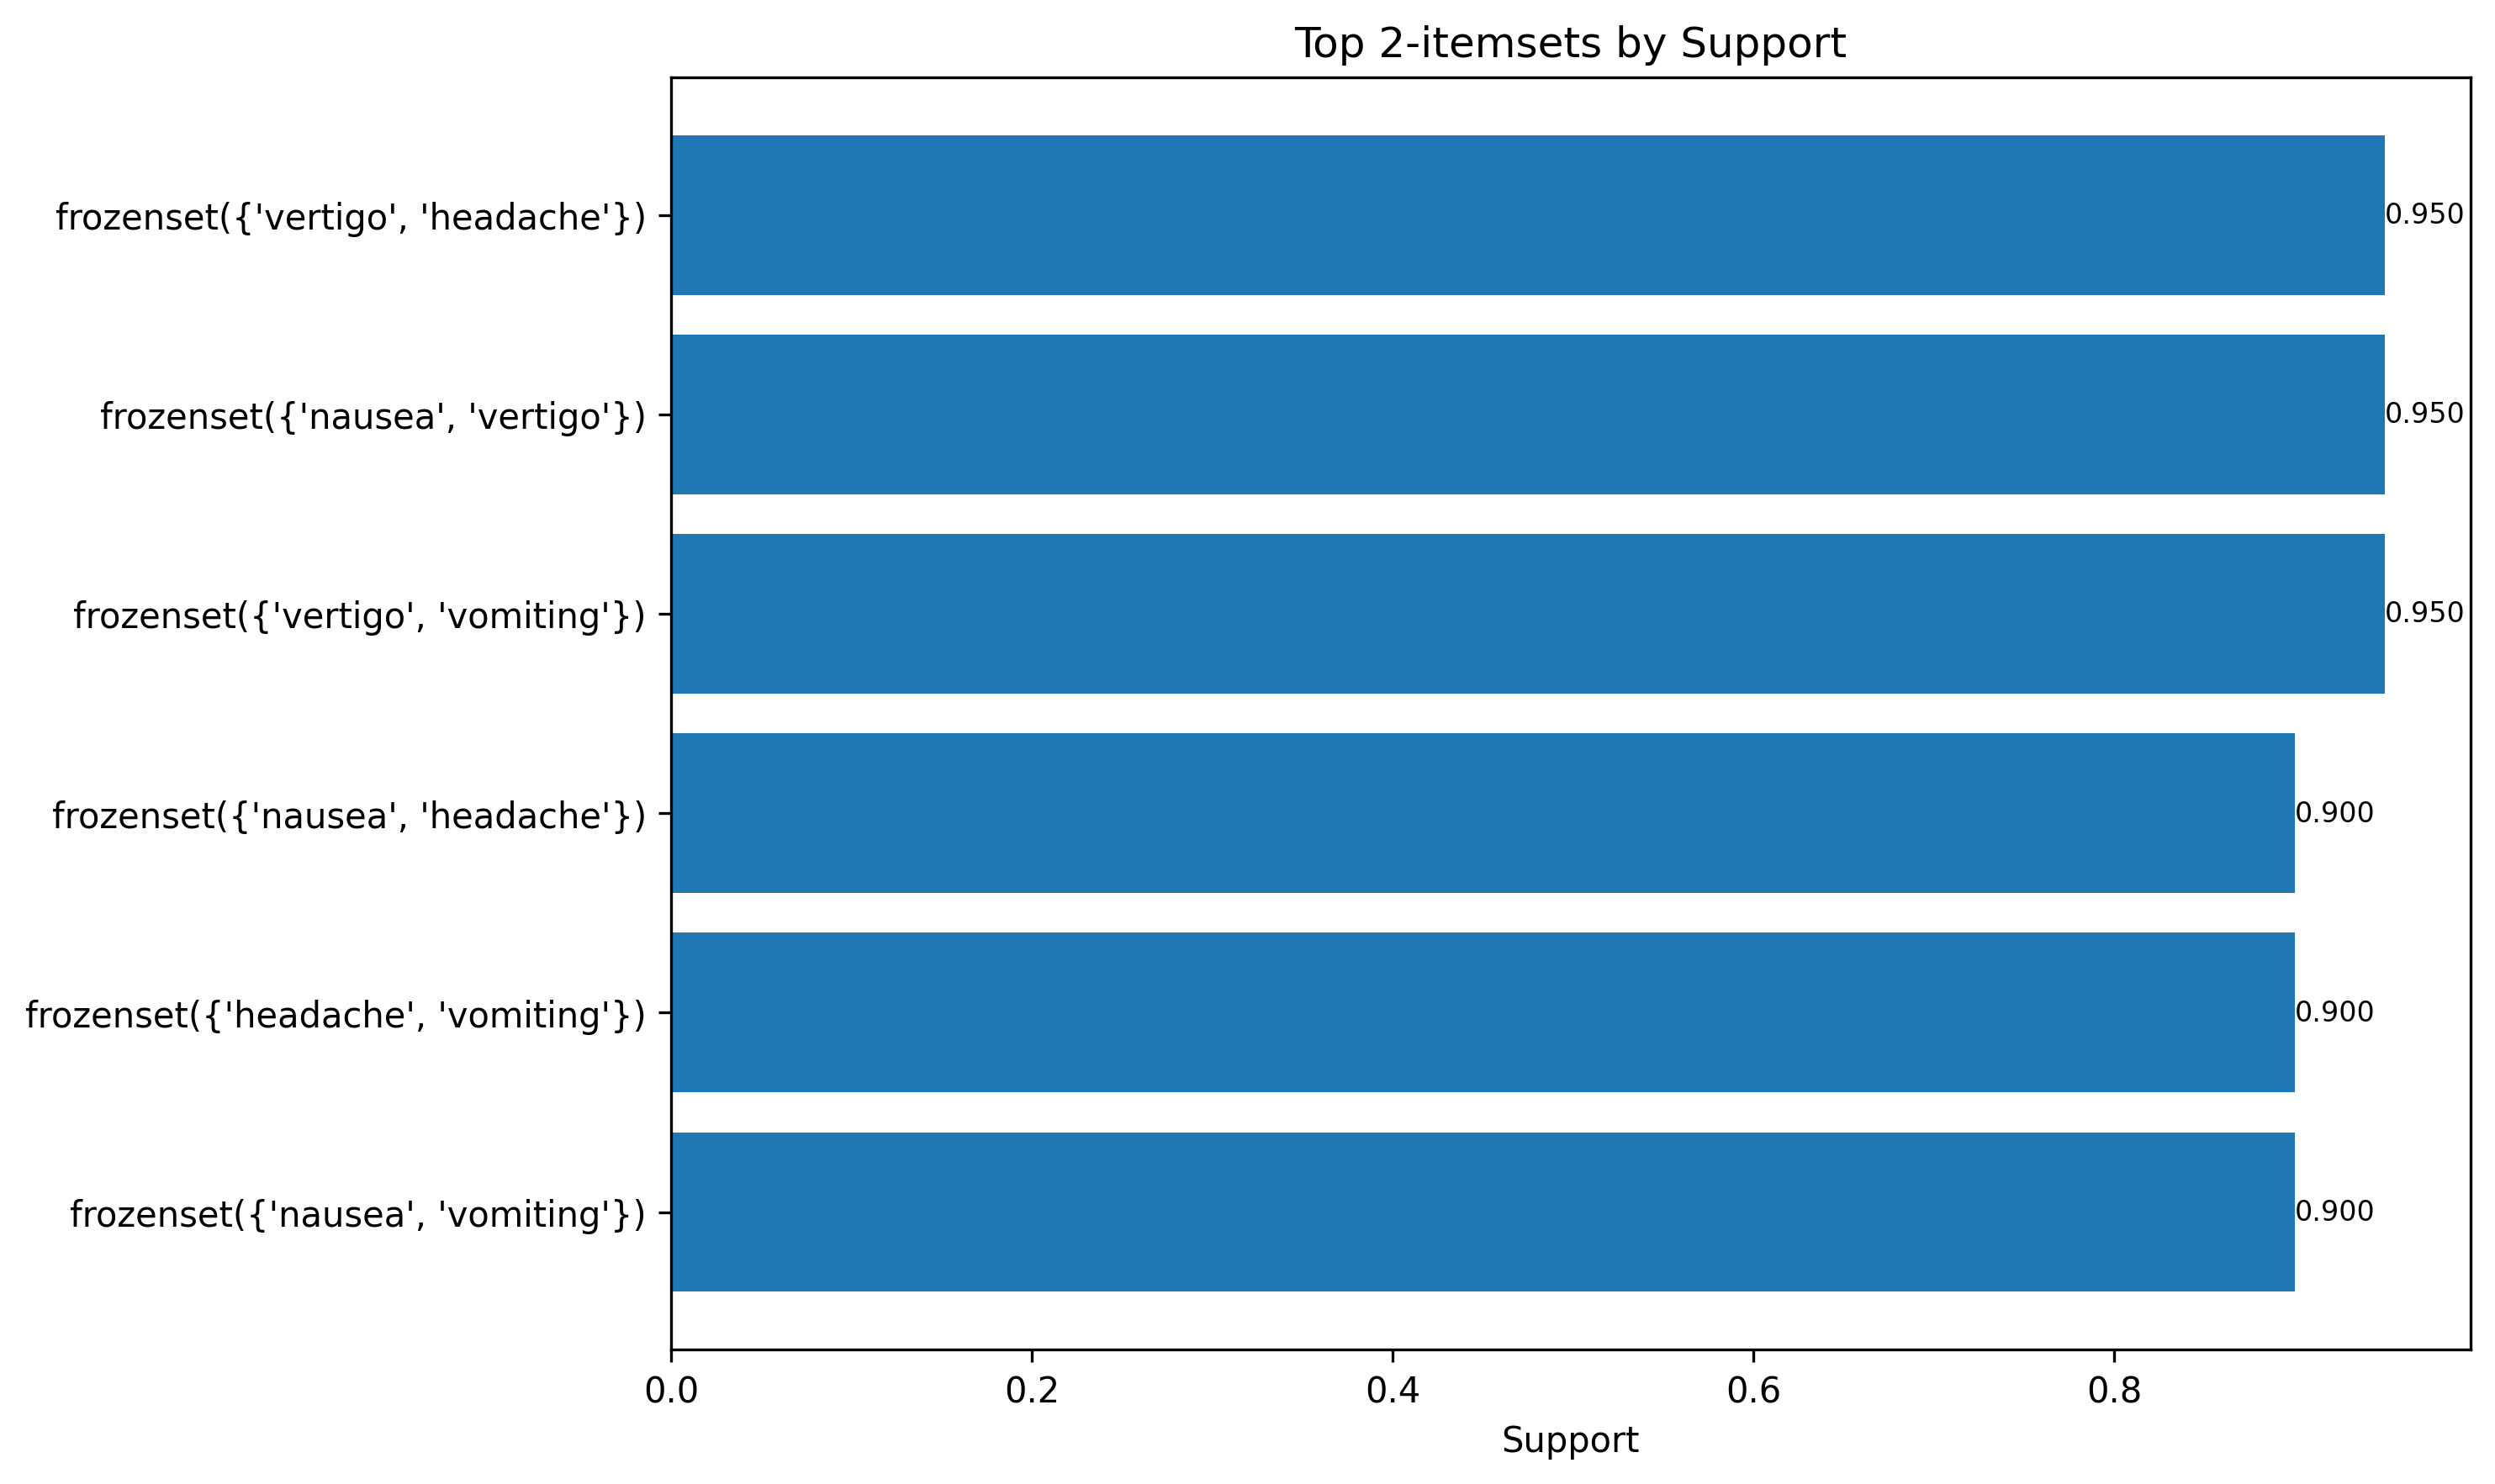 Top 2-itemsets by Support
frozenset({'vertigo', 'headache'})
0.950
frozenset({'nausea', 'vertigo'})
0.950
frozenset({'vertigo', 'vomiting'})
0.950
frozenset({'nausea', 'headache'})
0.900
frozenset({'headache', 'vomiting'})
0.900
frozenset({'nausea', 'vomiting'})
0.900
0.0 0.2 0.4 0.6 0.8
Support